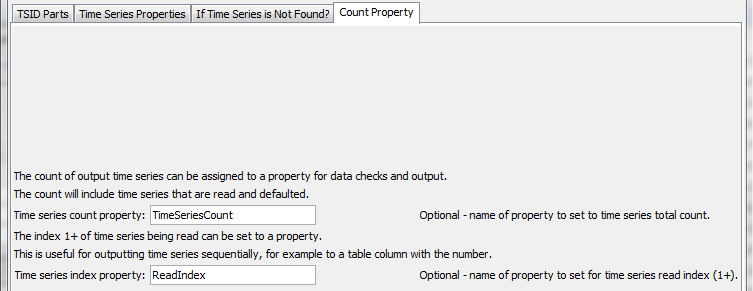 TSID Parts Time Series Properties If Time Series is Not Found? Count Property
The count of output time series can be assigned to a property for data checks and output.
The count will include time series that are read and defaulted.
Time series count property: TimeSeriesCount Optional - name of property to set to time series total count.
The index 1+ of time series being read can be set to a property.
This is useful for outputting time series sequentially, for example to a table column with the number.
Time series index property: ReadIndex Optional - name of property to set for time series read index (1+).